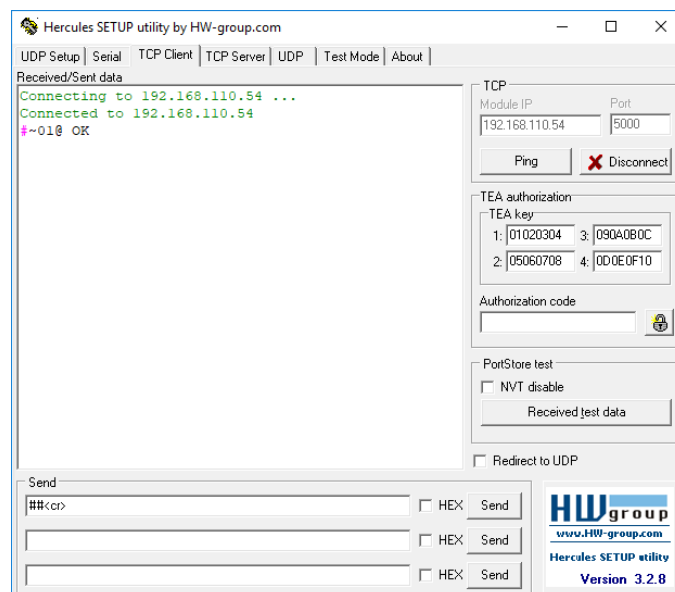 Hercules SETUP utility by HW-group.com
UDP Setup Serial TCP Client TCP Server UDP Test Mode About
Received/Sent data
Connecting to 192.168.110.54 ...
Connected to 192.168.110.54
#~01@ OK
TCP
Module IP Port
192.168.110.54 5000
Ping Disconnect
TEA authorization
TEA key
1: 01020304 3: 090A0B0C
2: 05060708 4: 0D0E0F10
Authorization code
PortStore test
NVT disable
Received test data
Redirect to UDP
Send
##<cr> HEX Send
HEX Send
HEX Send
HW group
www.HW-group.com
Hercules SETUP utility
Version 3.2.8